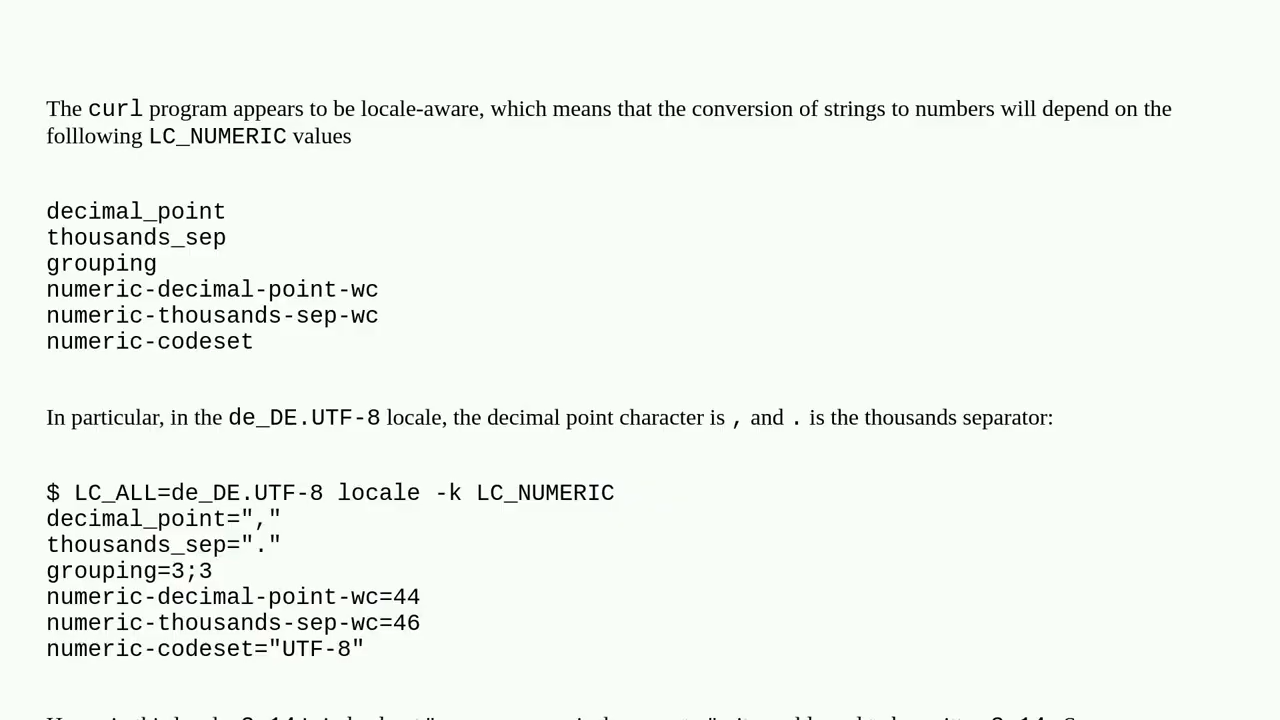 The curl program appears to be locale-aware, which means that the conversion of strings to numbers will depend on the
folllowing LC_NUMERIC values
decimal_point
thousands_sep
grouping
numeric-decimal-point-wc
numeric-thousands-sep-wc
numeric-codeset
In particular, in the de_DE.UTF-8 locale, the decimal point character is , and . is the thousands separator:
$ LC_ALL=de_DE.UTF-8 locale -k LC_NUMERIC
decimal_point=","
thousands_sep="."
grouping=3;3
numeric-decimal-point-wc=44
numeric-thousands-sep-wc=46
numeric-codeset="UTF-8"